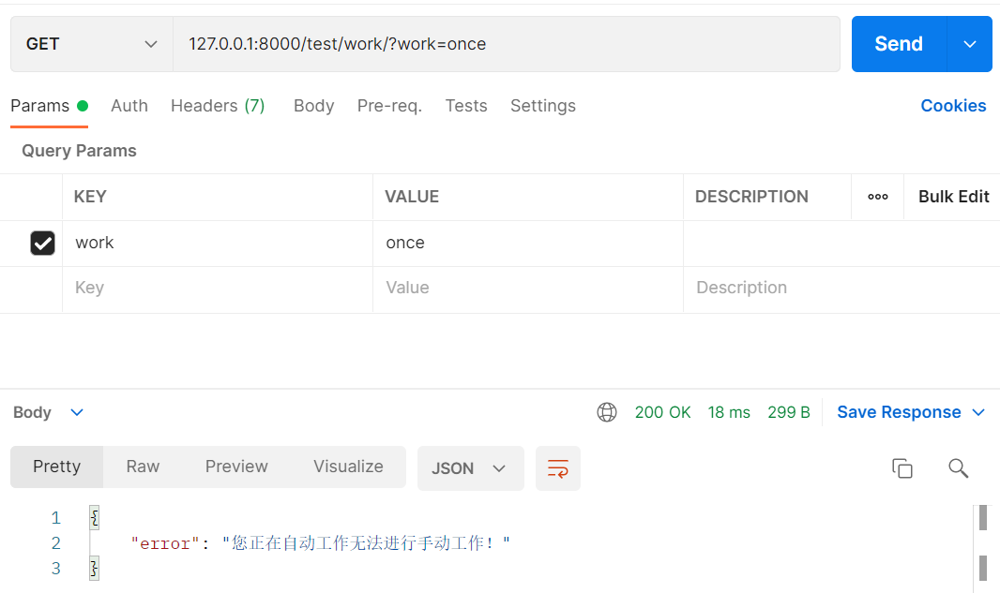 GET 127.0.0.1:8000/test/work/?work=once Send
Params Auth Headers (7) Body Pre-req. Tests Settings Cookies
Query Params
KEY VALUE DESCRIPTION ooo Bulk Edit
work once
Key Value Description
Body 200 OK 18 ms 299 B Save Response
Pretty Raw Preview Visualize JSON
1 {
2 "error": "您正在自动工作无法进行手动工作！"
3 }